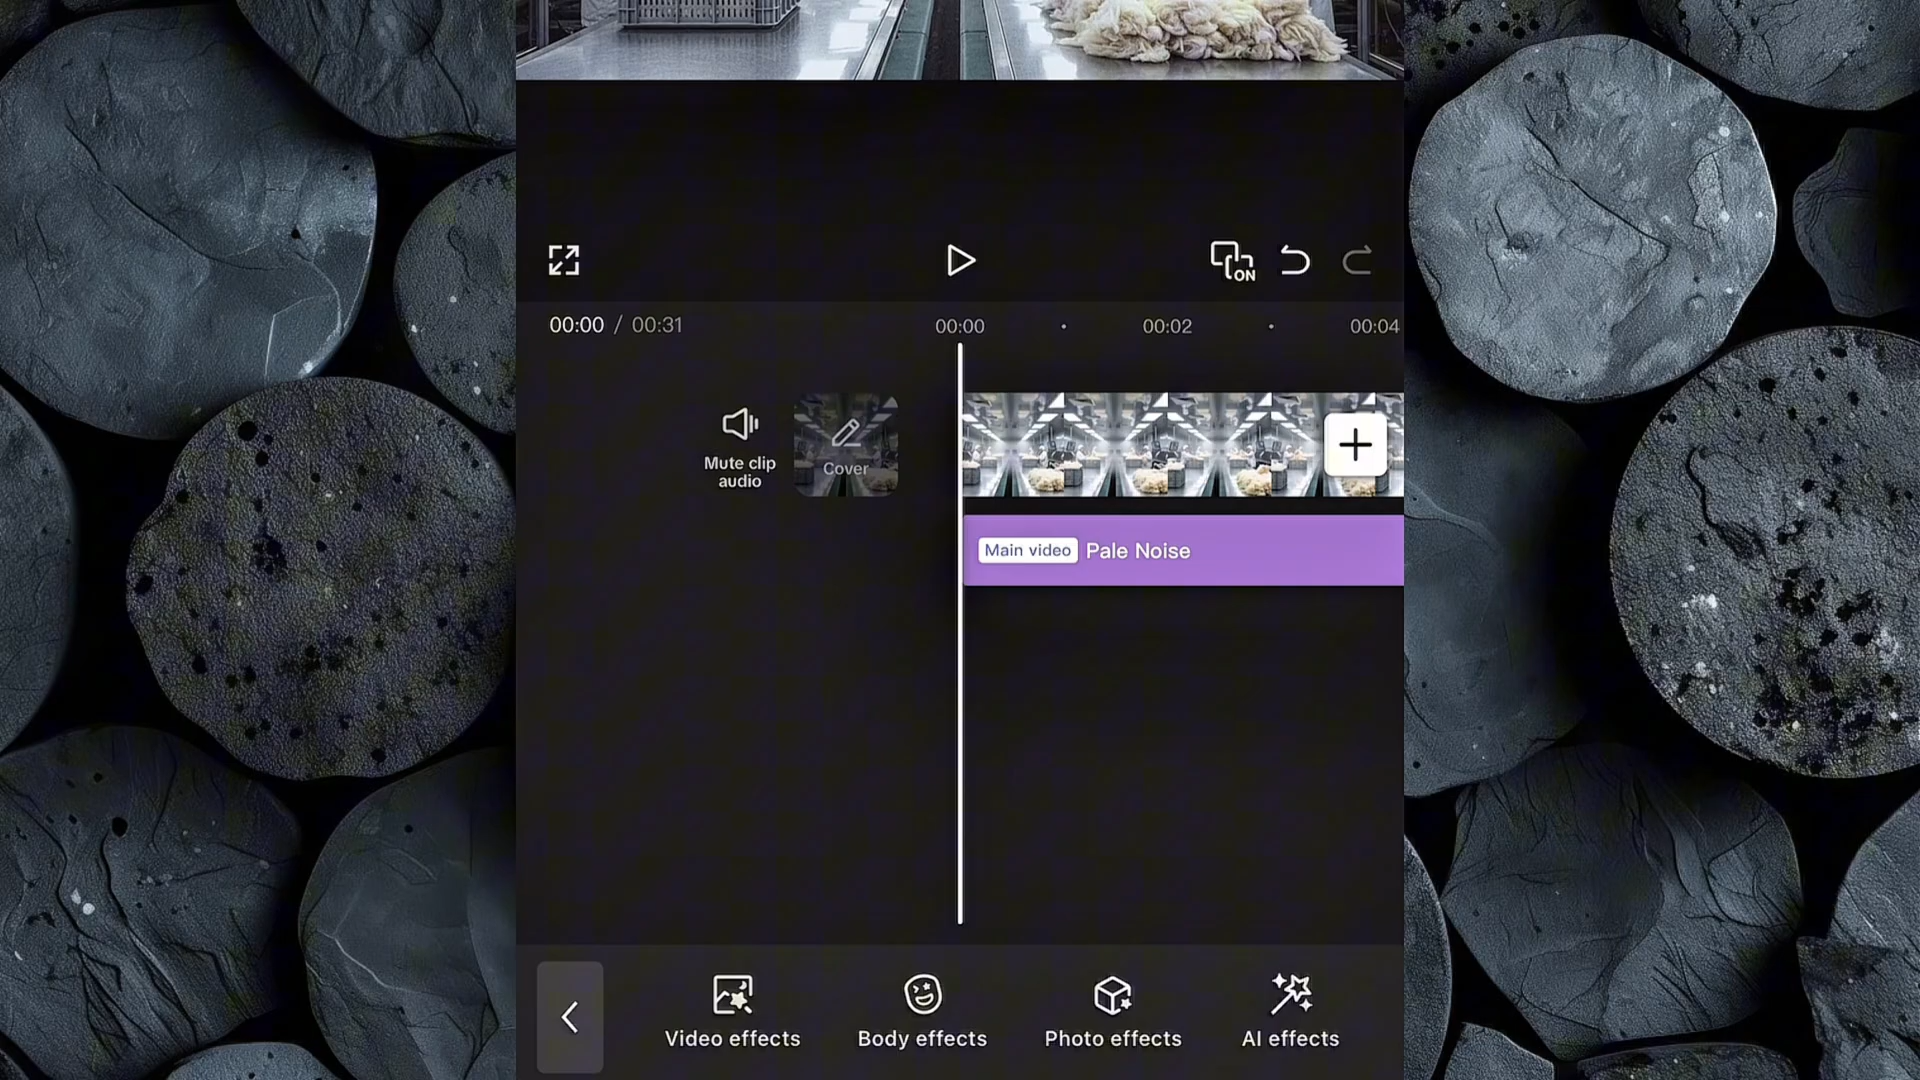 ON
00:00 / 00:31
00:00
00:02
00:04
Mute clip
audio
Cover
Main video Pale Noise
Video effects
Body effects
Photo effects
AI effects